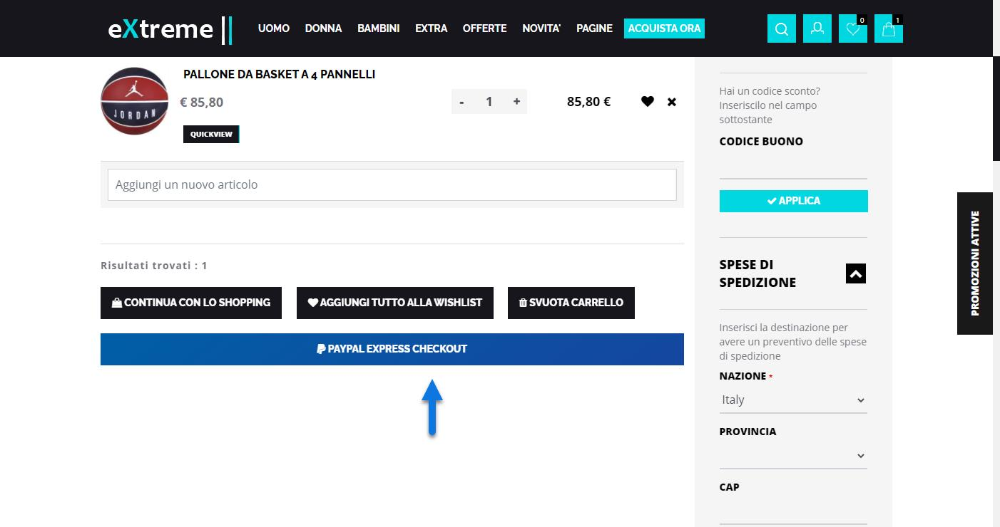 eXtreme
UOMO DONNA BAMBINI EXTRA OFFERTE NOVITA' PAGINE ACQUISTA ORA
0
1
PALLONE DA BASKET A 4 PANNELLI
JORDAN
€ 85,80
- 1 +
85,80 €
QUICKVIEW
Aggiungi un nuovo articolo
Risultati trovati : 1
CONTINUA CON LO SHOPPING
AGGIUNGI TUTTO ALLA WISHLIST
SVUOTA CARRELLO
PAYPAL EXPRESS CHECKOUT
Hai un codice sconto?
Inseriscilo nel campo
sottostante
CODICE BUONO
APPLICA
SPESE DI
SPEDIZIONE
Inserisci la destinazione per
avere un preventivo delle spese
di spedizione
NAZIONE *
Italy
PROVINCIA
CAP
PROMOZIONI ATTIVE